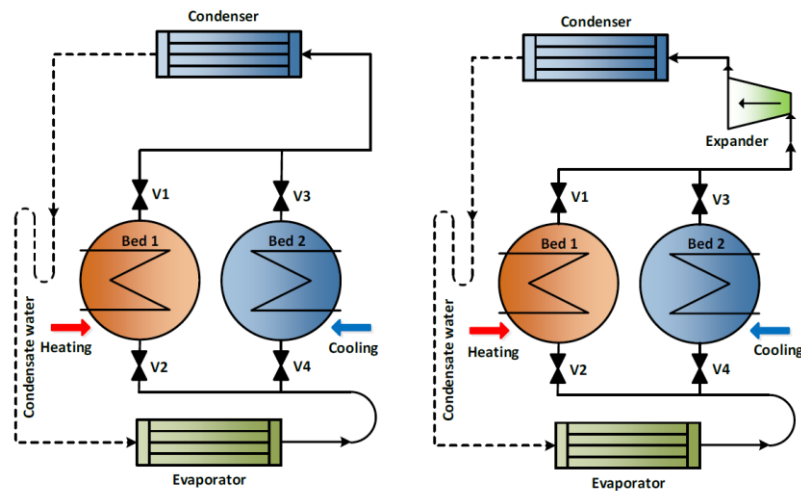 Condenser
V1
V3
Bed 1
Bed 2
Condensate water
Heating
Cooling
V2
V4
Evaporator
Condenser
Expander
V1
V3
Bed 1
Bed 2
Condensate water
Heating
Cooling
V2
V4
Evaporator